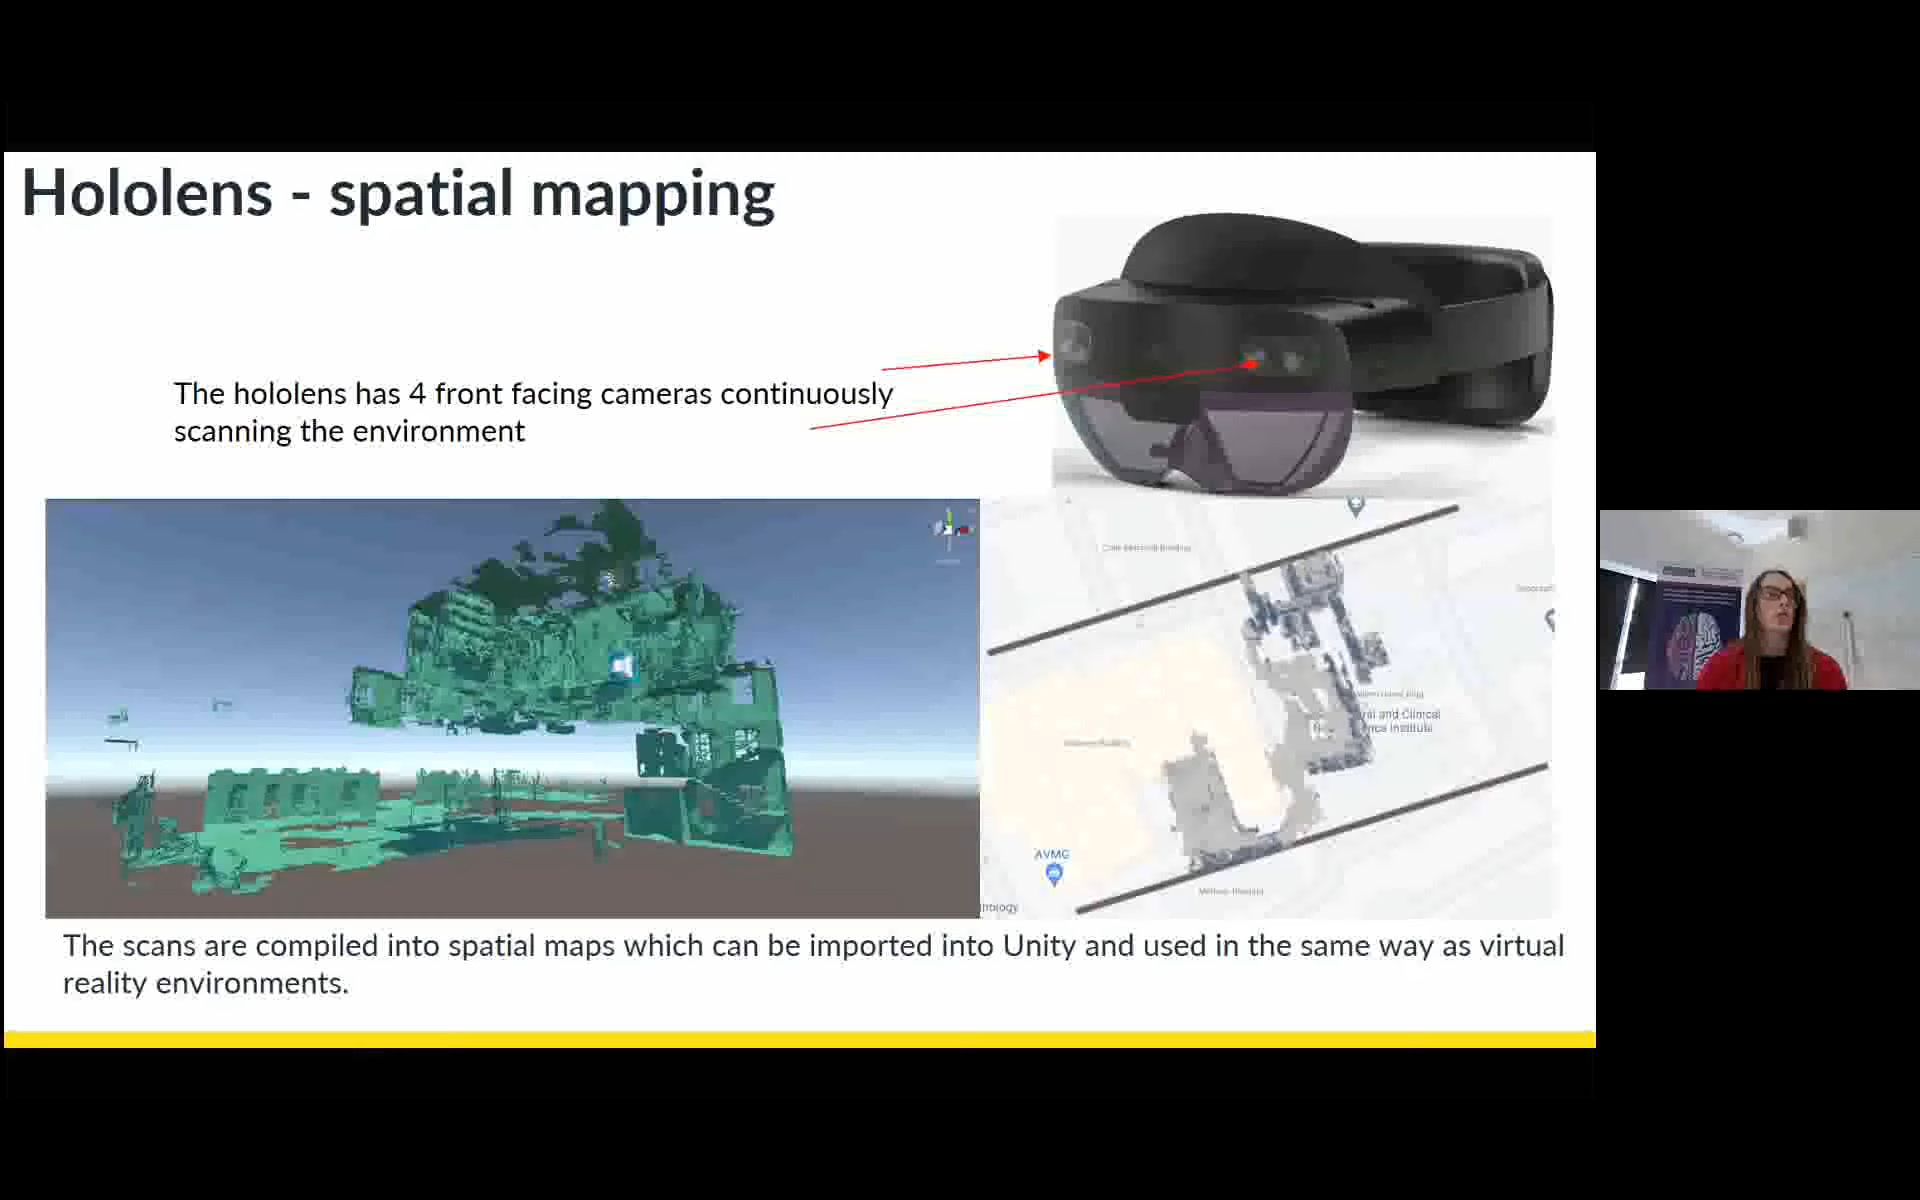 Hololens - spatial mapping
The hololens has 4 front facing cameras continuously
scanning the environment
AVMG
The scans are compiled into spatial maps which can be imported into Unity and used in the same way as virtual
reality environments.